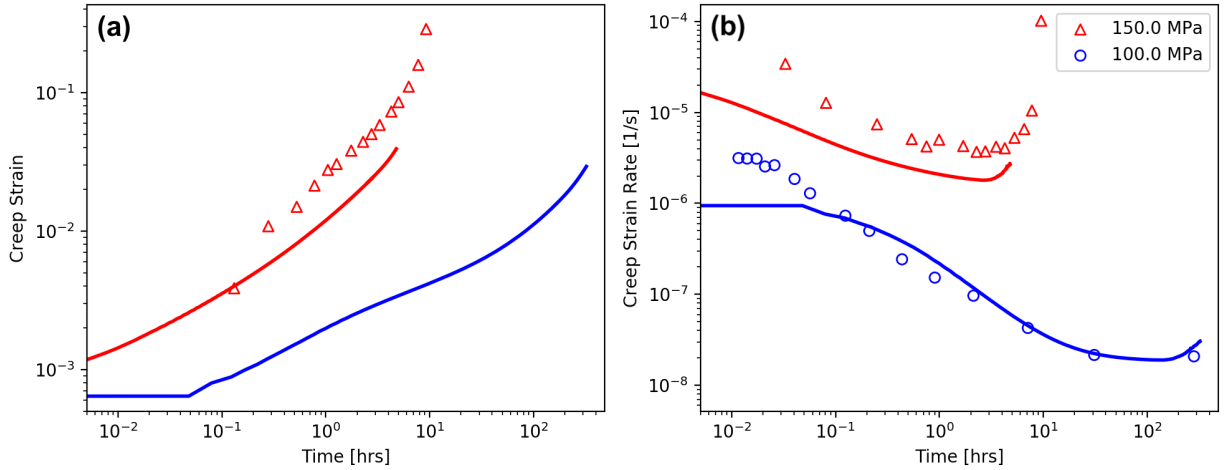 (a)
10⁻¹
10⁻²
10⁻³
Creep Strain
10⁻² 10⁻¹ 10⁰ 10¹ 10²
Time [hrs]
(b)
150.0 MPa
100.0 MPa
10⁻⁴
10⁻⁵
10⁻⁶
10⁻⁷
10⁻⁸
Creep Strain Rate [1/s]
10⁻² 10⁻¹ 10⁰ 10¹ 10²
Time [hrs]